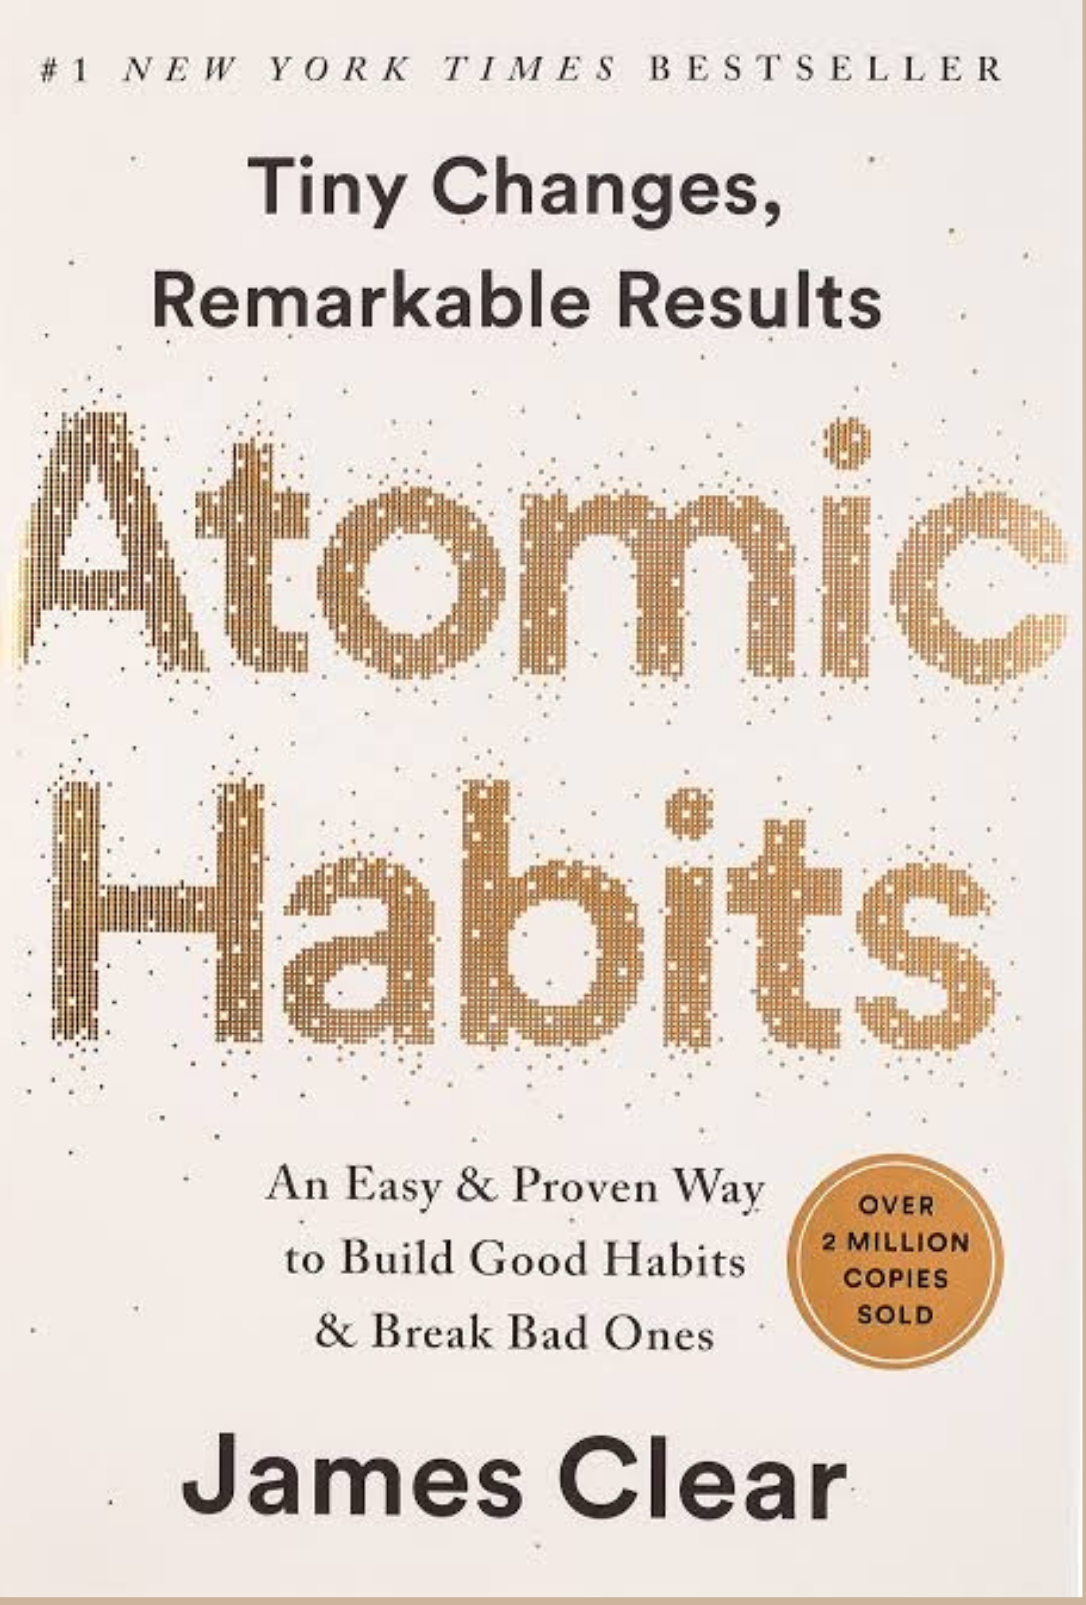 #1 NEW YORK TIMES BESTSELLER
Tiny Changes,
Remarkable Results
Atomic
Habits
An Easy & Proven Way
to Build Good Habits
& Break Bad Ones
OVER
2 MILLION
COPIES
SOLD
James Clear